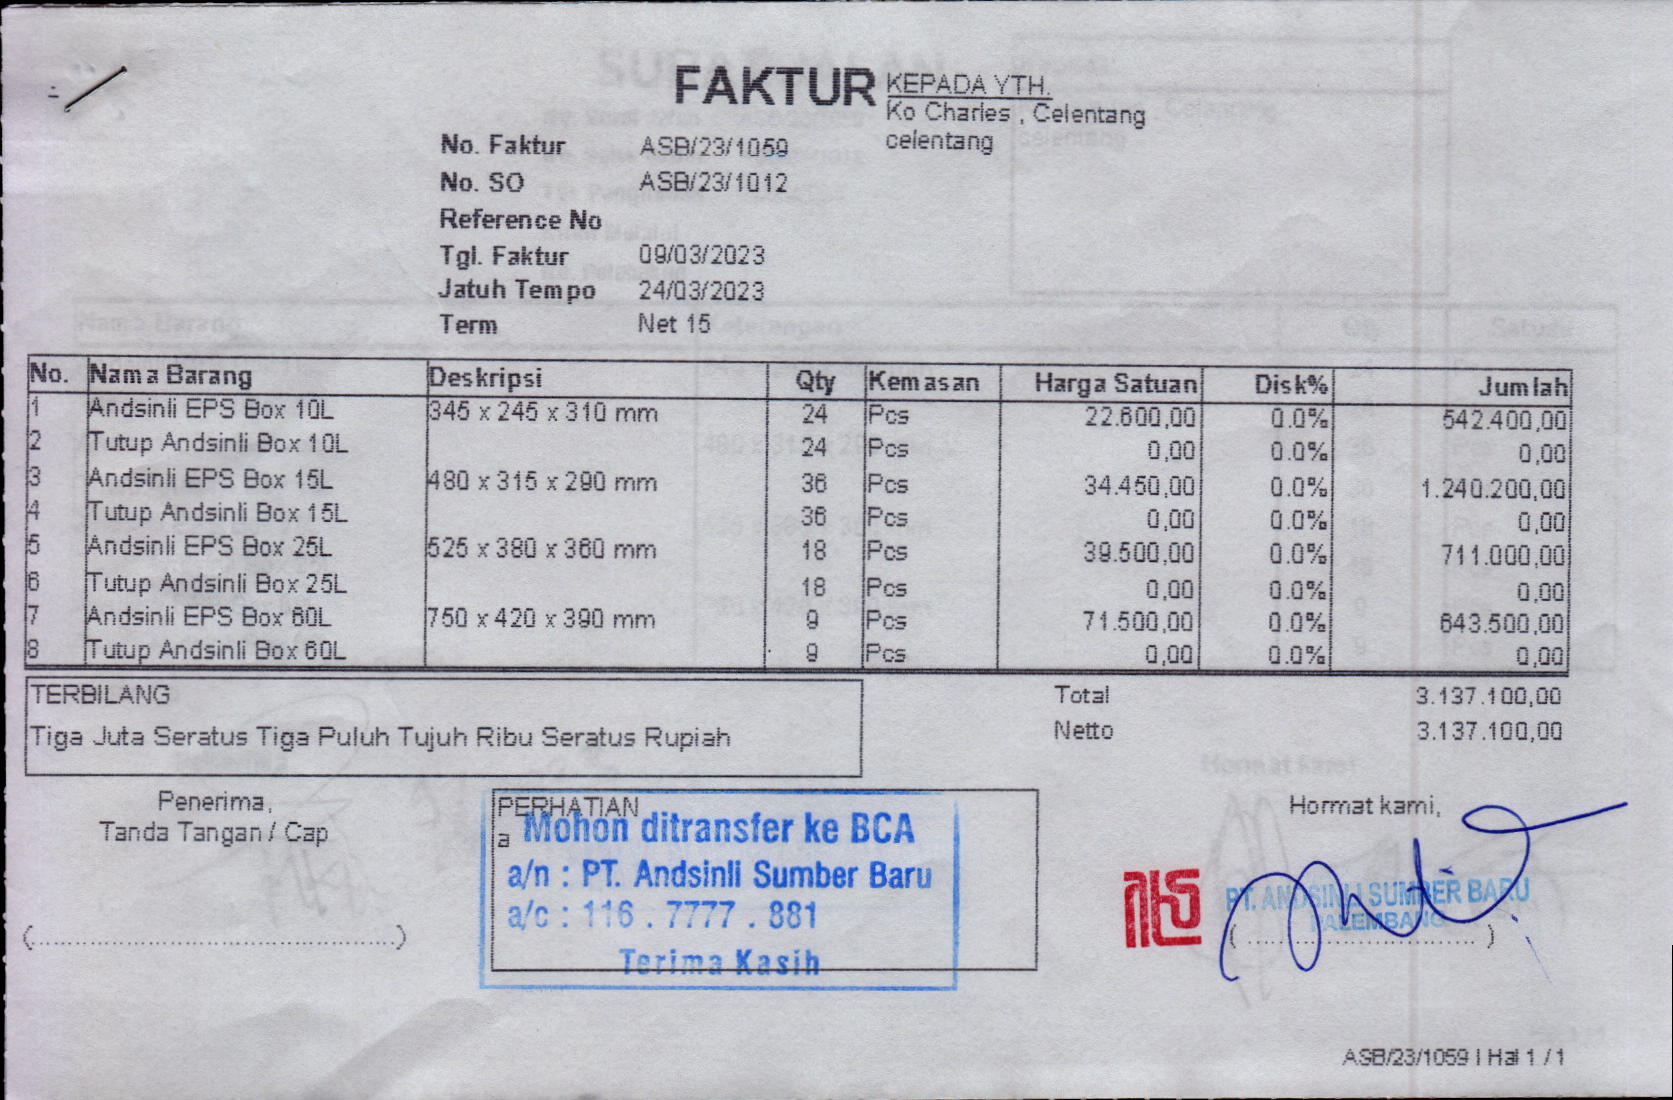 FAKTUR
KEPADA YTH.
Ko Charles , Celentang
celentang
No. Faktur ASB/23/1059
No. SO ASB/23/1012
Reference No
Tgl. Faktur 09/03/2023
Jatuh Tempo 24/03/2023
Term Net 15
No. Nama Barang Deskripsi Qty Kemasan Harga Satuan Disk% Jumlah
1 Andsinli EPS Box 10L 345 x 245 x 310 mm 24 Pcs 22.600,00 0.0% 542.400,00
2 Tutup Andsinli Box 10L 24 Pcs 0,00 0.0% 0,00
3 Andsinli EPS Box 15L 480 x 315 x 290 mm 36 Pcs 34.450,00 0.0% 1.240.200,00
4 Tutup Andsinli Box 15L 36 Pcs 0,00 0.0% 0,00
5 Andsinli EPS Box 25L 525 x 380 x 360 mm 18 Pcs 39.500,00 0.0% 711.000,00
6 Tutup Andsinli Box 25L 18 Pcs 0,00 0.0% 0,00
7 Andsinli EPS Box 60L 750 x 420 x 390 mm 9 Pcs 71.500,00 0.0% 643.500,00
8 Tutup Andsinli Box 60L 9 Pcs 0,00 0.0% 0,00
TERBILANG
Tiga Juta Seratus Tiga Puluh Tujuh Ribu Seratus Rupiah
Total 3.137.100,00
Netto 3.137.100,00
Penerima,
Tanda Tangan / Cap
(..........................................)
PERHATIAN
a
Mohon ditransfer ke BCA
a/n : PT. Andsinli Sumber Baru
a/c : 116 . 7777 . 881
Terima Kasih
Hormat kami,
PT. ANDSINLI SUMBER BARU
PALEMBANG
( ............................... )
ASB/23/1059 | Hal 1 / 1